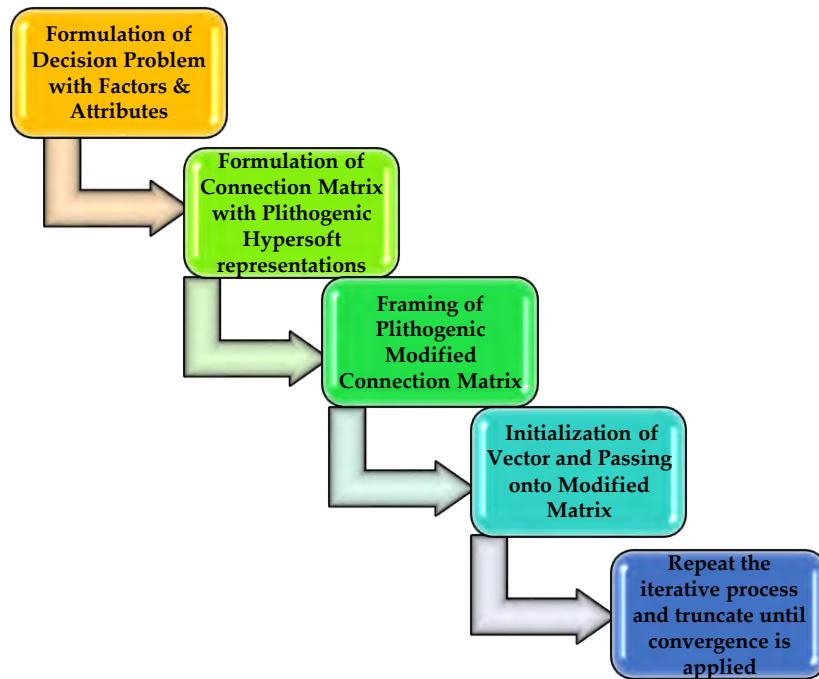 Formulation of
Decision Problem
with Factors &
Attributes
Formulation of
Connection Matrix
with Plithogenic
Hypersoft
representations
Framing of
Plithogenic
Modified
Connection Matrix
Initialization of
Vector and Passing
onto Modified
Matrix
Repeat the
iterative process
and truncate until
convergence is
applied